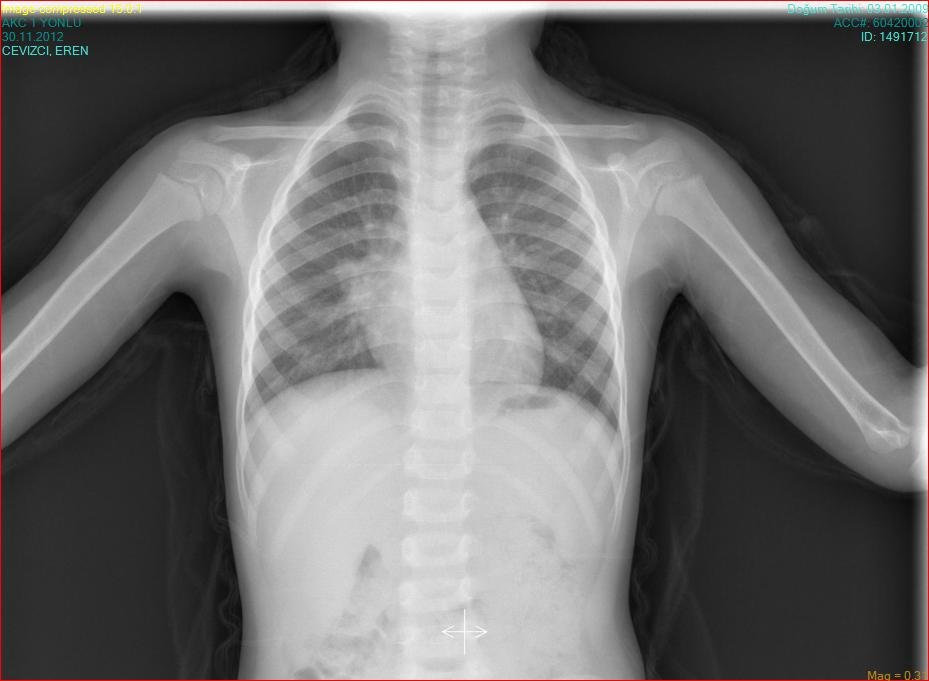 Image compressed 15.0:1
AKC 1 YONLU
30.11.2012
CEVIZCI, EREN
Doğum Tarihi: 03.01.2009
ACC#: 60420002
ID: 1491712
Mag = 0.3